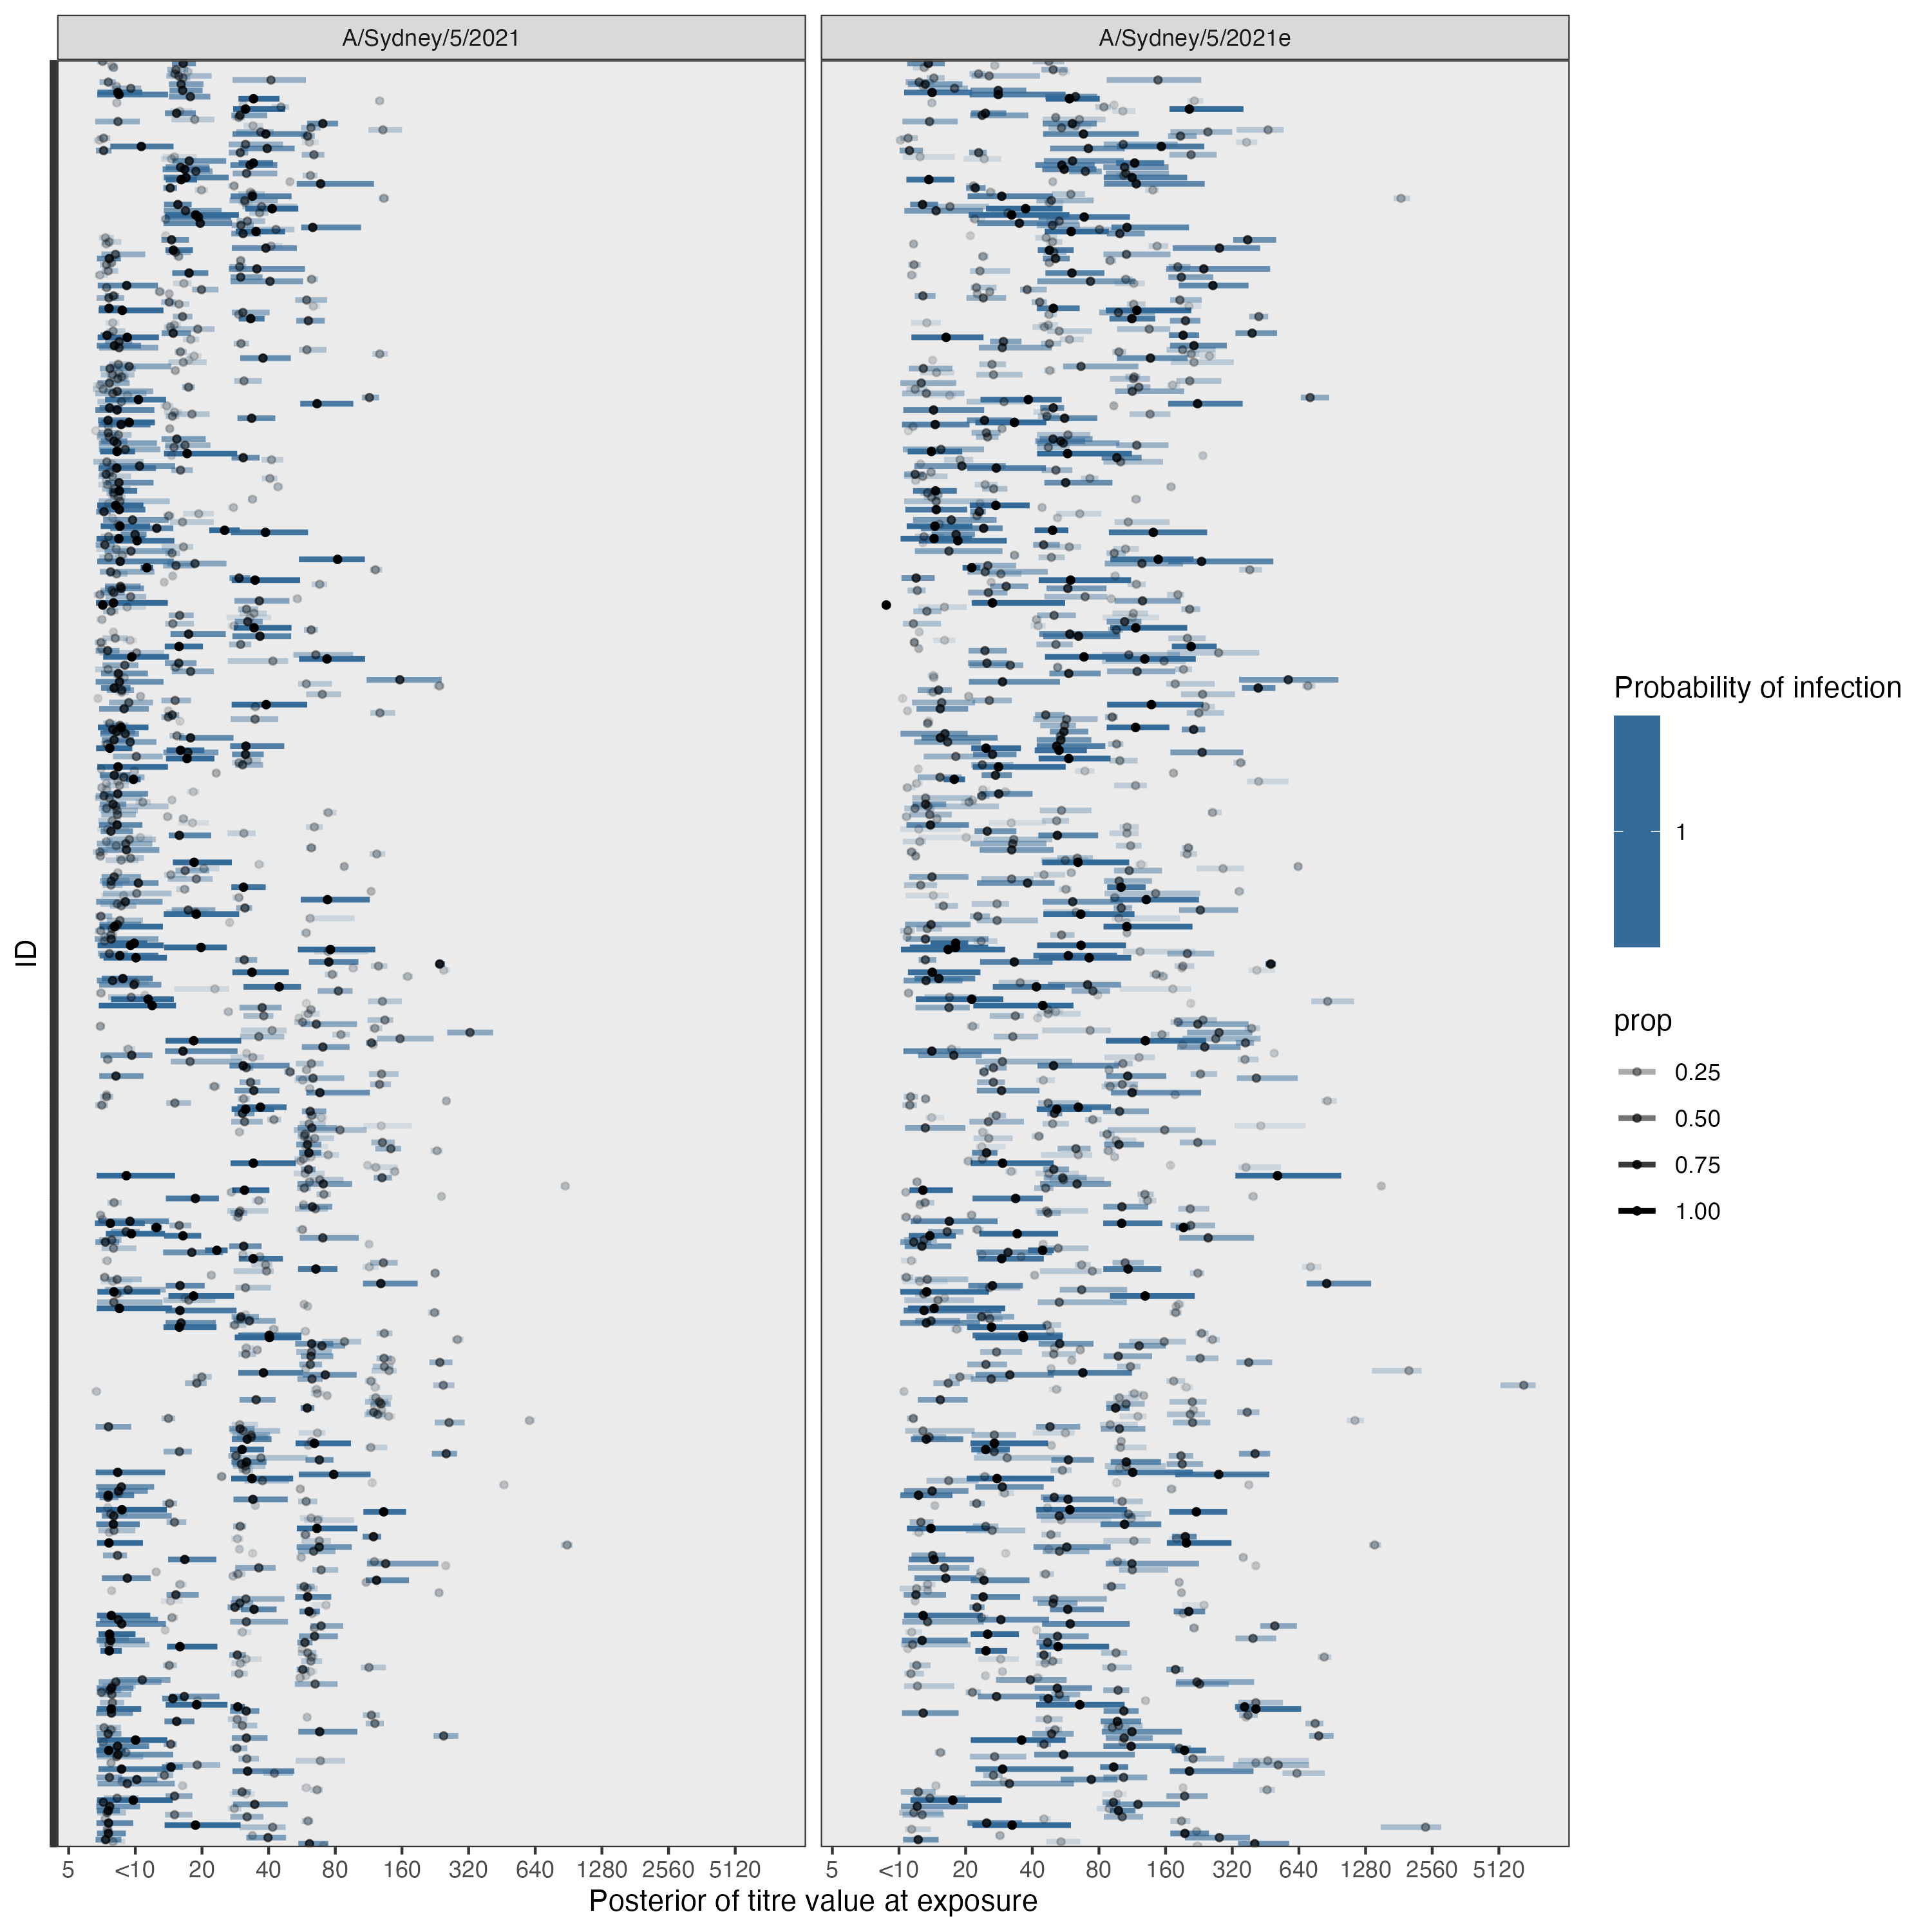 A/Sydney/5/2021
A/Sydney/5/2021e
ID
5 <10 20 40 80 160 320 640 1280 2560 5120
5 <10 20 40 80 160 320 640 1280 2560 5120
Posterior of titre value at exposure
Probability of infection
1
prop
0.25
0.50
0.75
1.00